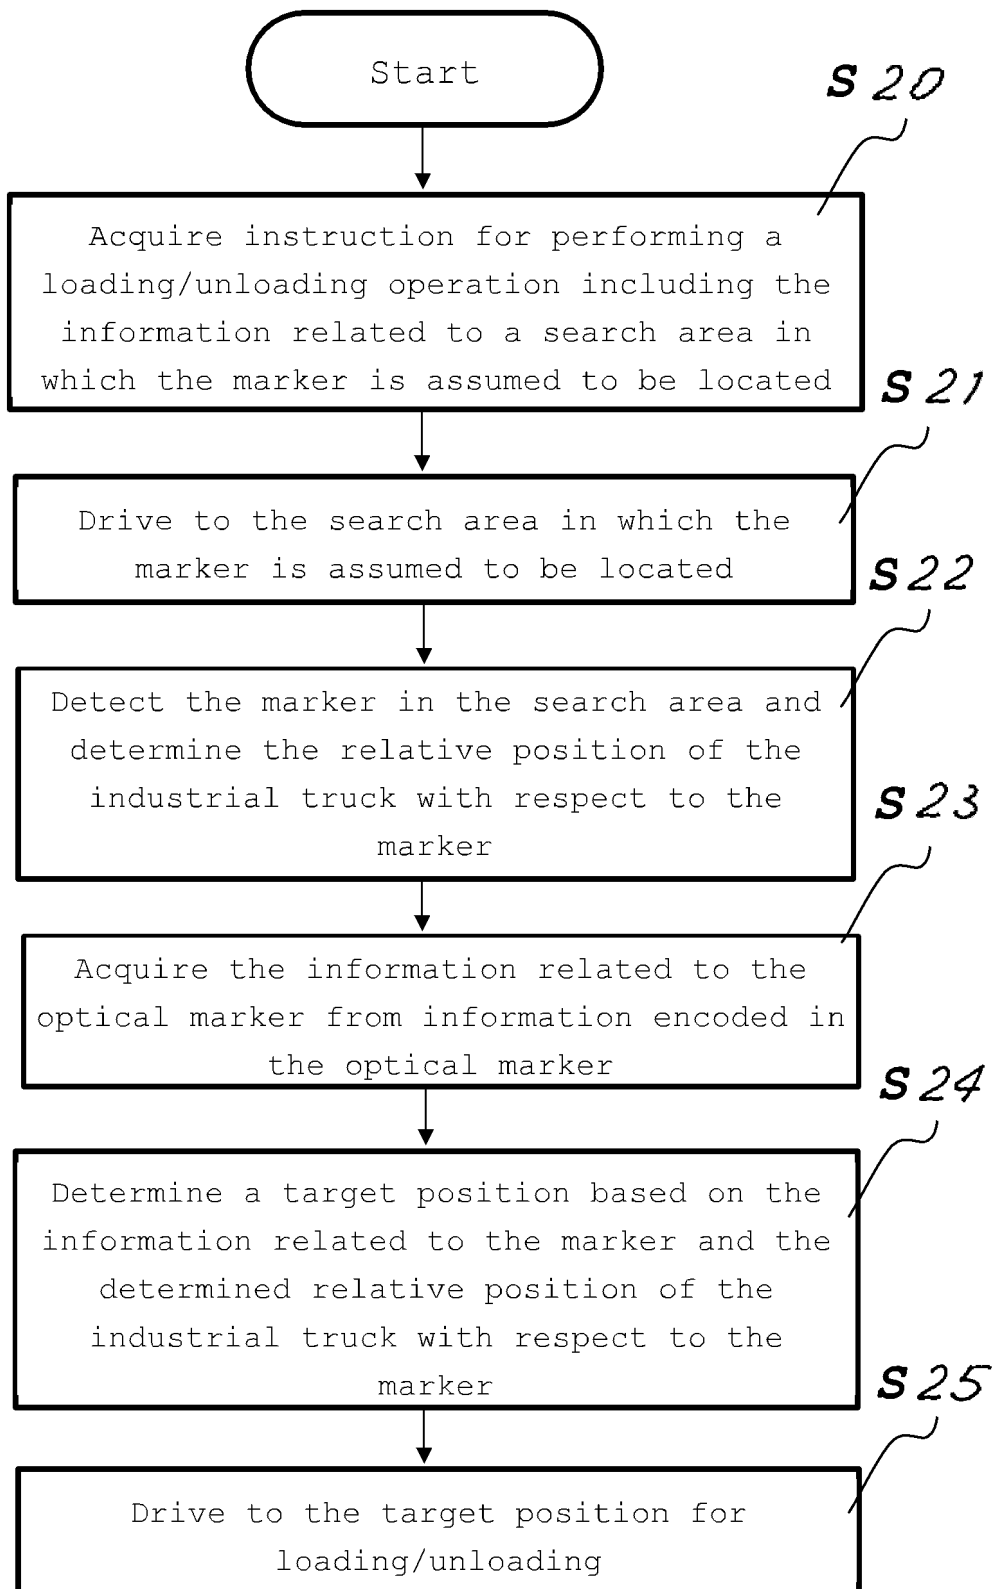 Start
S20
Acquire instruction for performing a
loading/unloading operation including the
information related to a search area in
which the marker is assumed to be located
S21
Drive to the search area in which the
marker is assumed to be located
S22
Detect the marker in the search area and
determine the relative position of the
industrial truck with respect to the
marker
S23
Acquire the information related to the
optical marker from information encoded in
the optical marker
S24
Determine a target position based on the
information related to the marker and the
determined relative position of the
industrial truck with respect to the
marker
S25
Drive to the target position for
loading/unloading